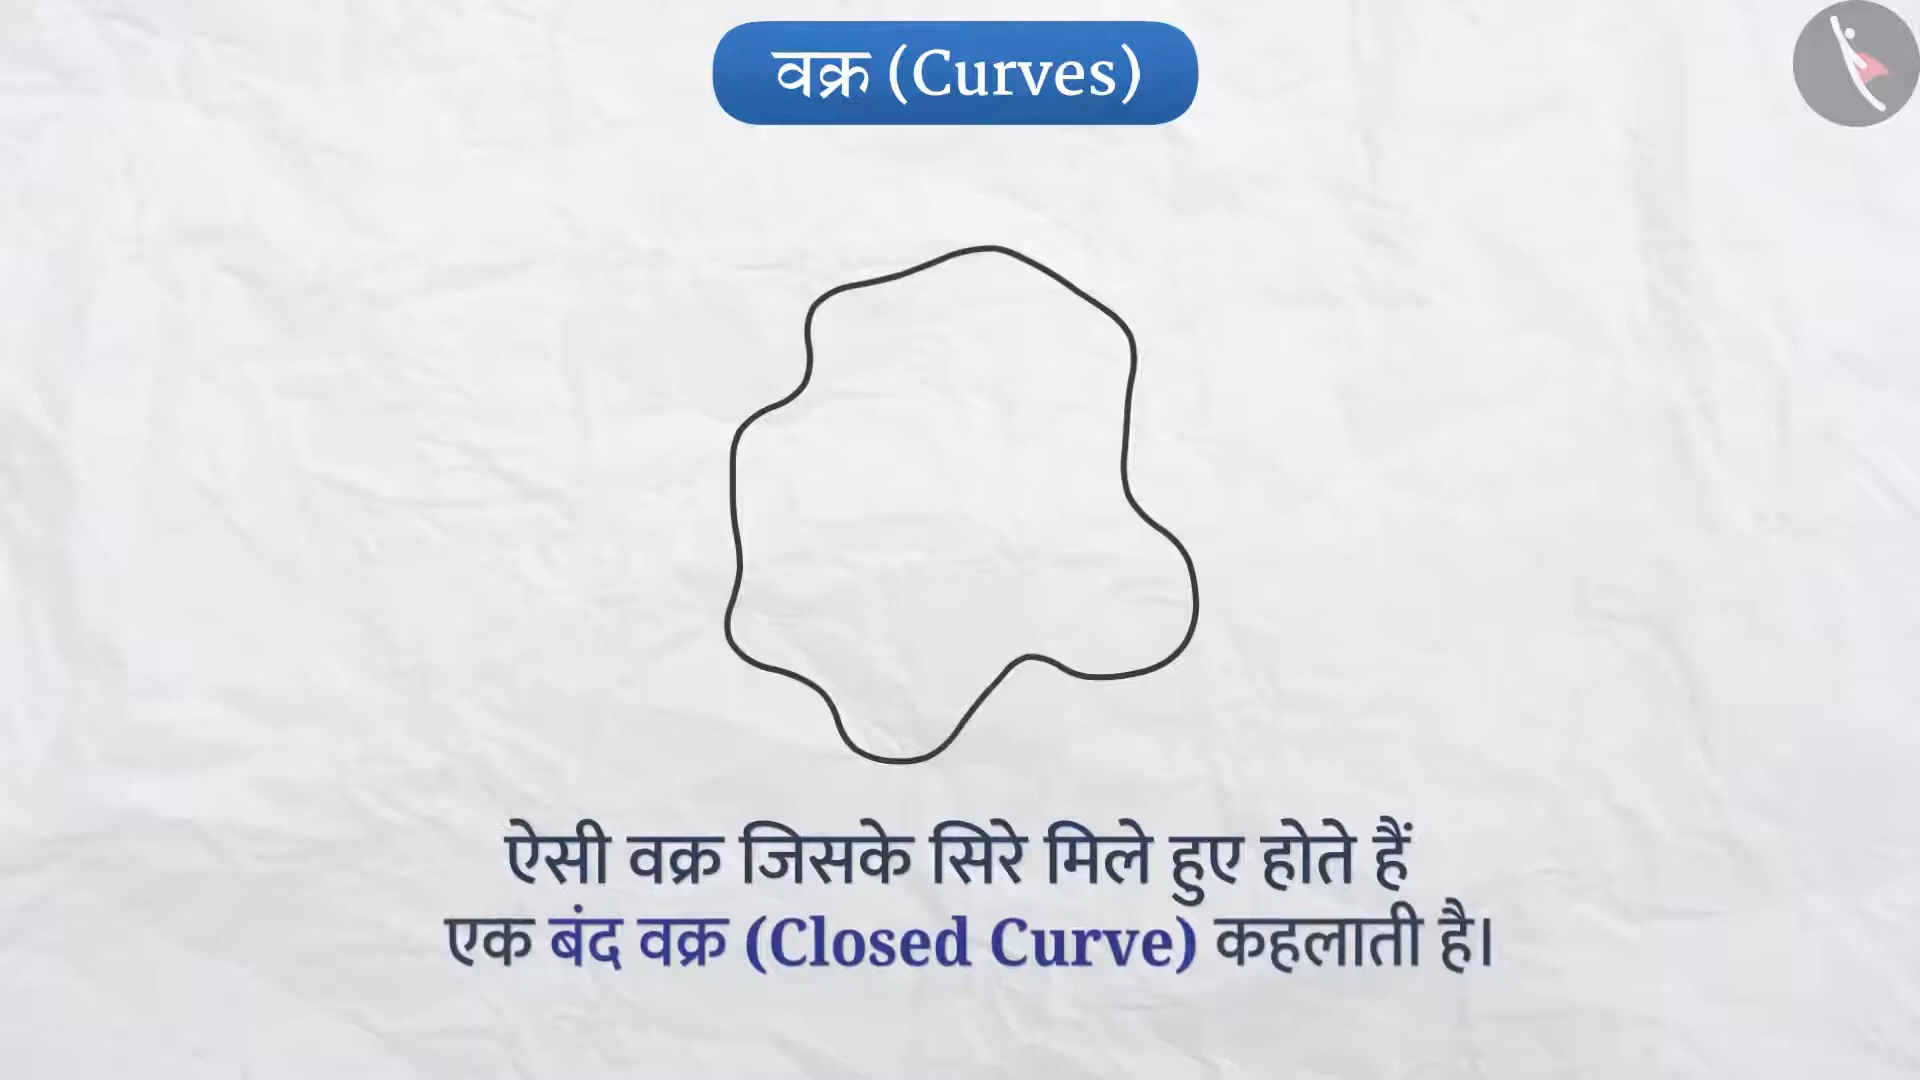 वक्र (Curves)
ऐसी वक्र जिसके सिरे मिले हुए होते हैं
एक बंद वक्र (Closed Curve) कहलाती है।